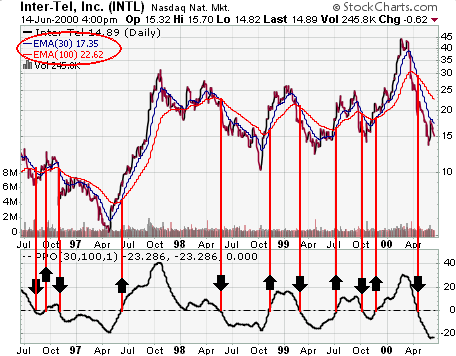 Inter-Tel, Inc. (INTL) Nasdaq Nat. Mkt. © StockCharts.com
14-Jun-2000 4:00pm Op 15.32 Hi 15.70 Lo 14.82 Last 14.89 Vol 245.8K Chg -0.62
Inter-Tel 14.89 (Daily)
EMA(30) 17.35
EMA(100) 22.62
Vol 245.8K
45
40
35
30
25
20
15
8M
6M
4M
2M
0
Jul Oct 97 Apr Jul Oct 98 Apr Jul Oct 99 Apr Jul Oct 00 Apr
PPO(30,100,1) -23.286, -23.286, 0.000
40
20
0
-20
Jul Oct 97 Apr Jul Oct 98 Apr Jul Oct 99 Apr Jul Oct 00 Apr